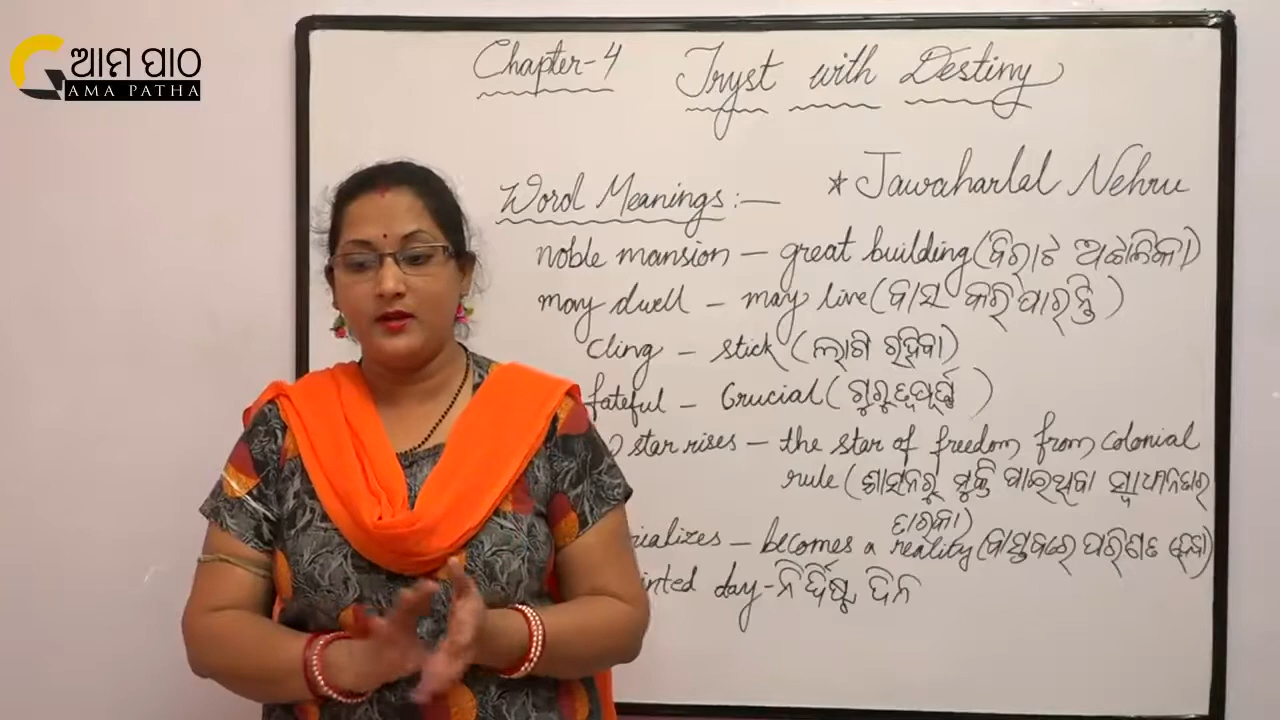 ଆମ ପାଠ
AMA PATHA
Chapter-4 Tryst with Destiny
* Jawaharlal Nehru
Word Meanings:—
noble mansion – great building (ବିରାଟ ଅଟ୍ଟାଳିକା)
may dwell – may live (ବାସ କରିପାରନ୍ତି)
cling – stick (ଲାଗି ରହିବା)
fateful – Crucial (ଗୁରୁତ୍ୱପୂର୍ଣ୍ଣ)
star rises – the star of freedom from colonial
rule (ଶାସନରୁ ମୁକ୍ତି ପାଇଥିବା ସ୍ୱାଧୀନତାର
ତାରକା)
ializes – becomes a reality (ବାସ୍ତବରେ ପରିଣତ ହେବା)
inted day – ନିର୍ଦ୍ଦିଷ୍ଟ ଦିନ